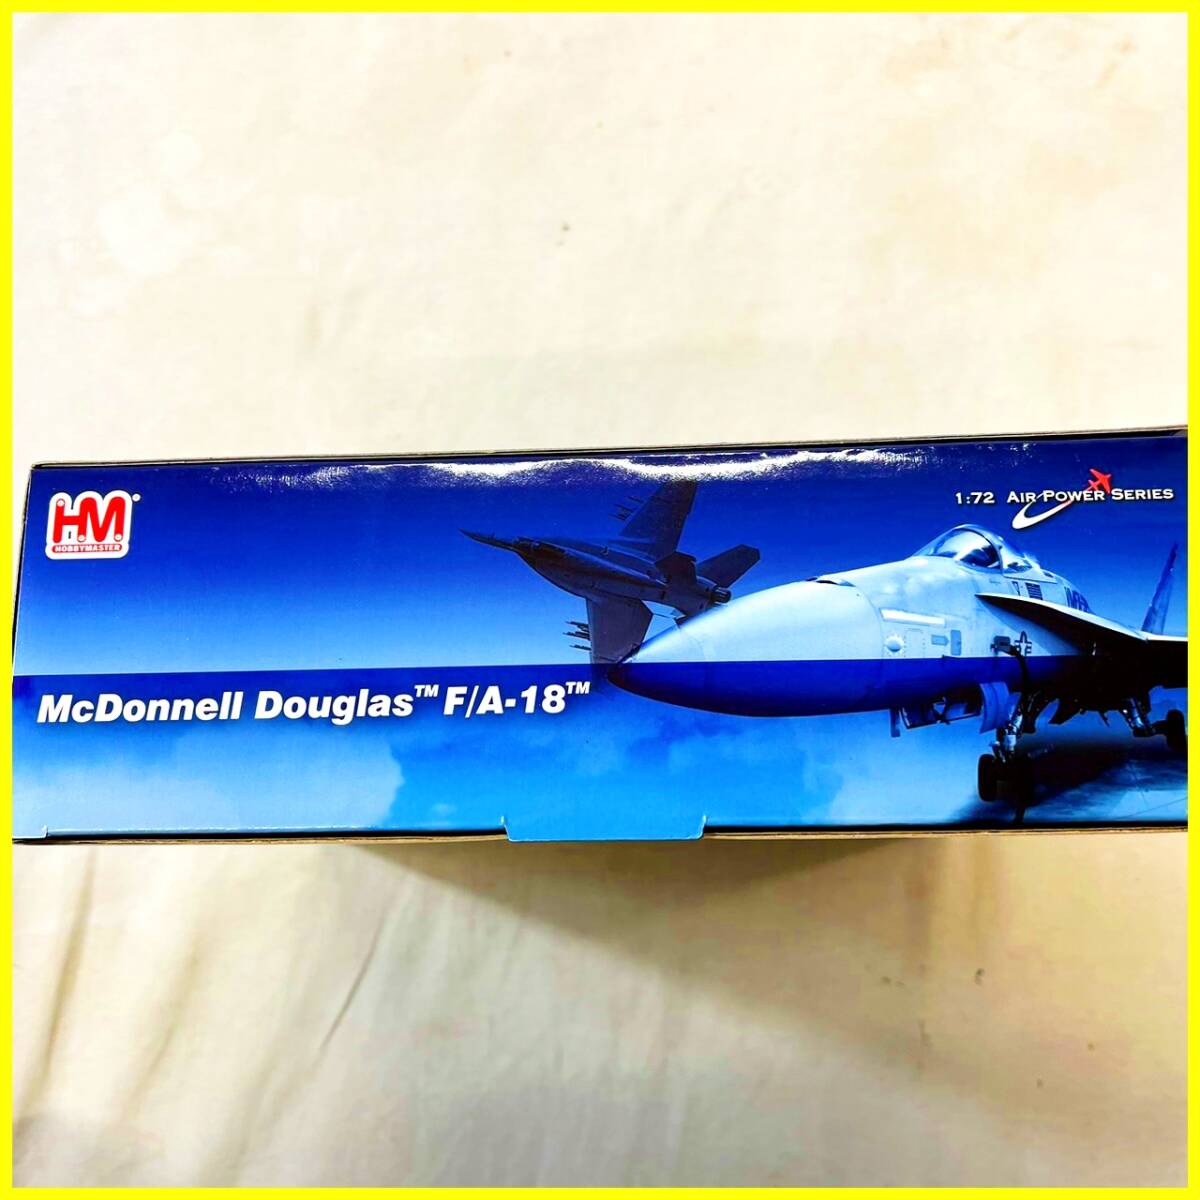 HM
HOBBYMASTER
1:72 AIR POWER SERIES
McDonnell Douglas™ F/A-18™